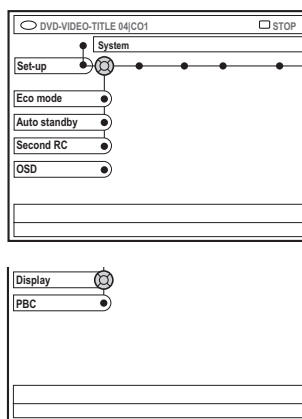 DVD-VIDEO-TITLE 04|CO1 STOP
System
Set-up
Eco mode
Auto standby
Second RC
OSD
Display
PBC